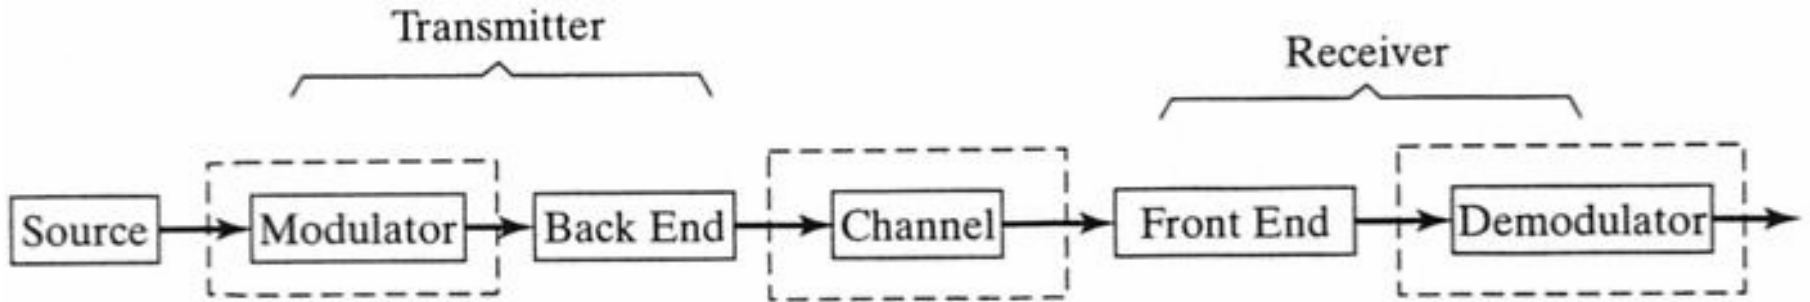 Transmitter
Receiver
Source
Modulator
Back End
Channel
Front End
Demodulator